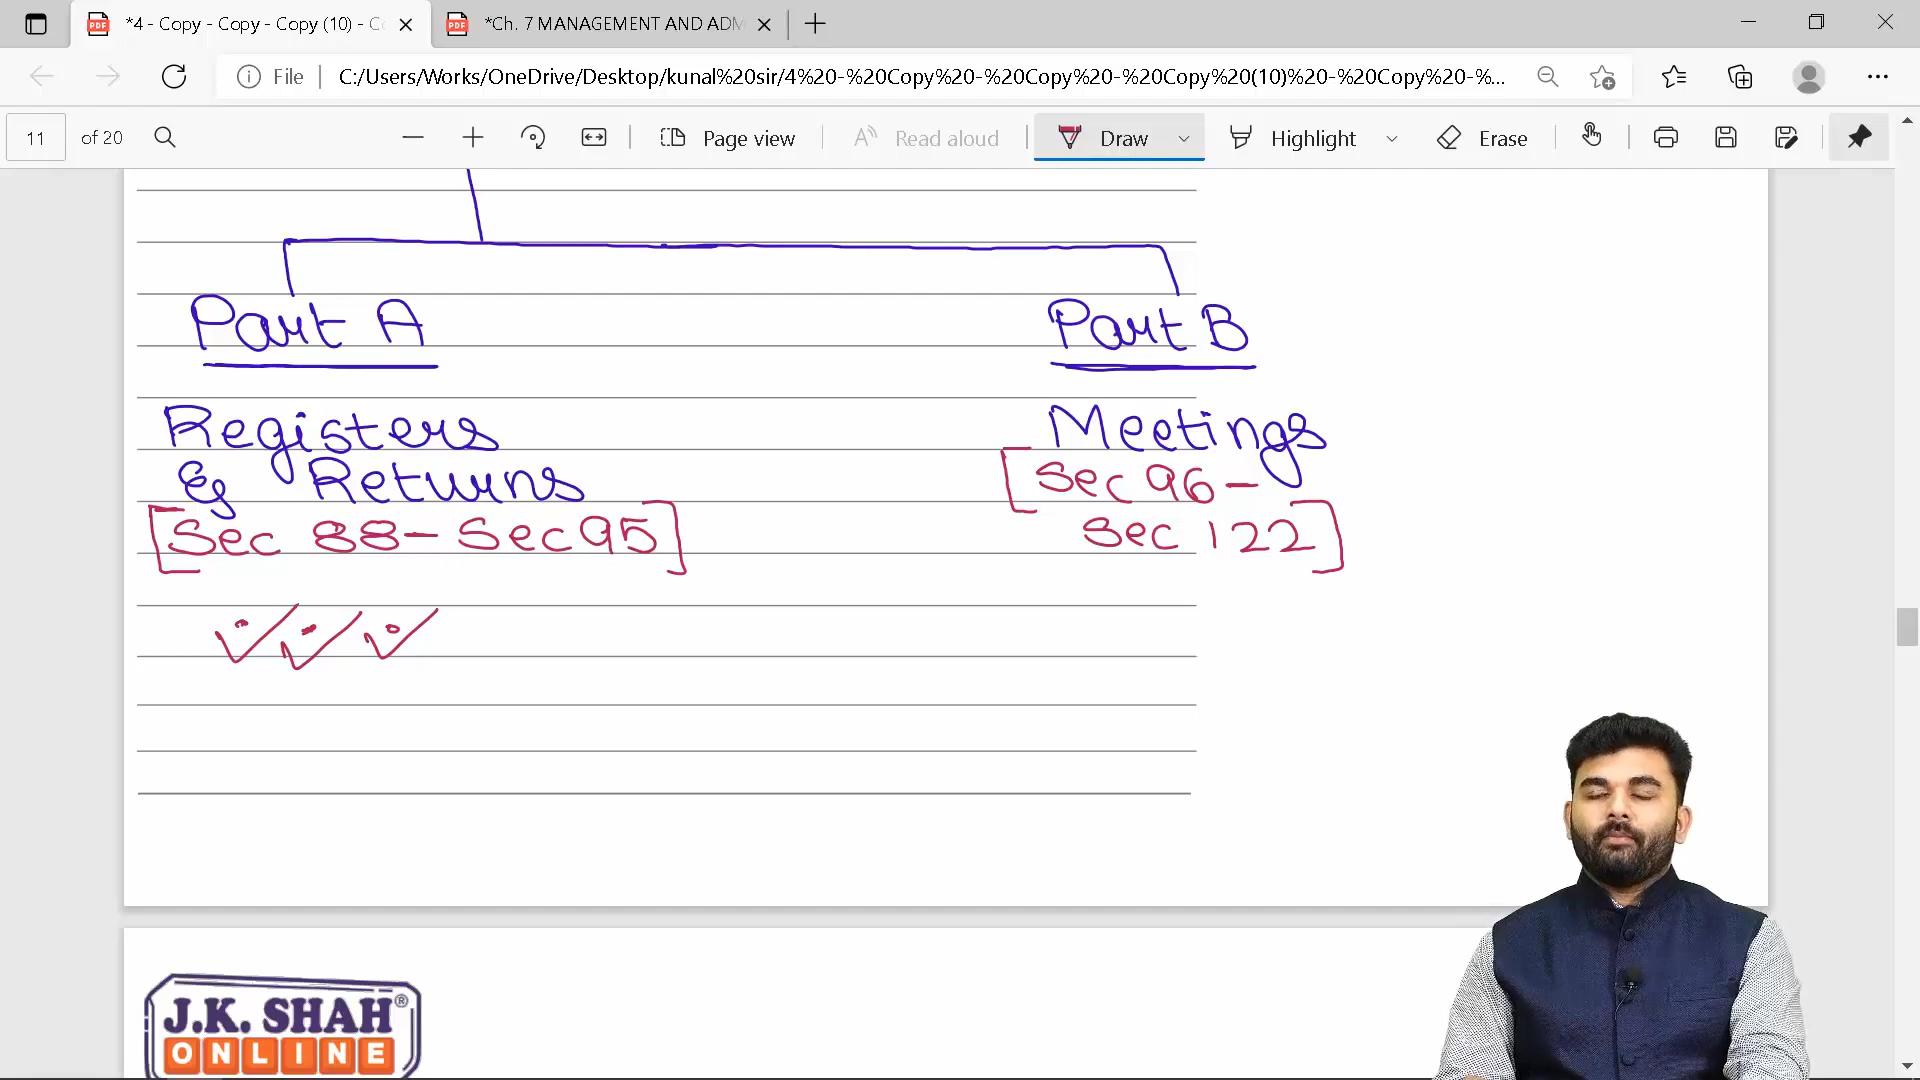 *4 - Copy - Copy - Copy (10) - C
*Ch. 7 MANAGEMENT AND ADM
File
C:/Users/Works/OneDrive/Desktop/kunal%20sir/4%20-%20Copy%20-%20Copy%20-%20Copy%20(10)%20-%20Copy%20-%...
11 of 20
Page view
Read aloud
Draw
Highlight
Erase
Part A
Part B
Registers
& Returns
[Sec 88 - Sec 95]
Meetings
[Sec 96 -
Sec 122]
J.K. SHAH®
ONLINE